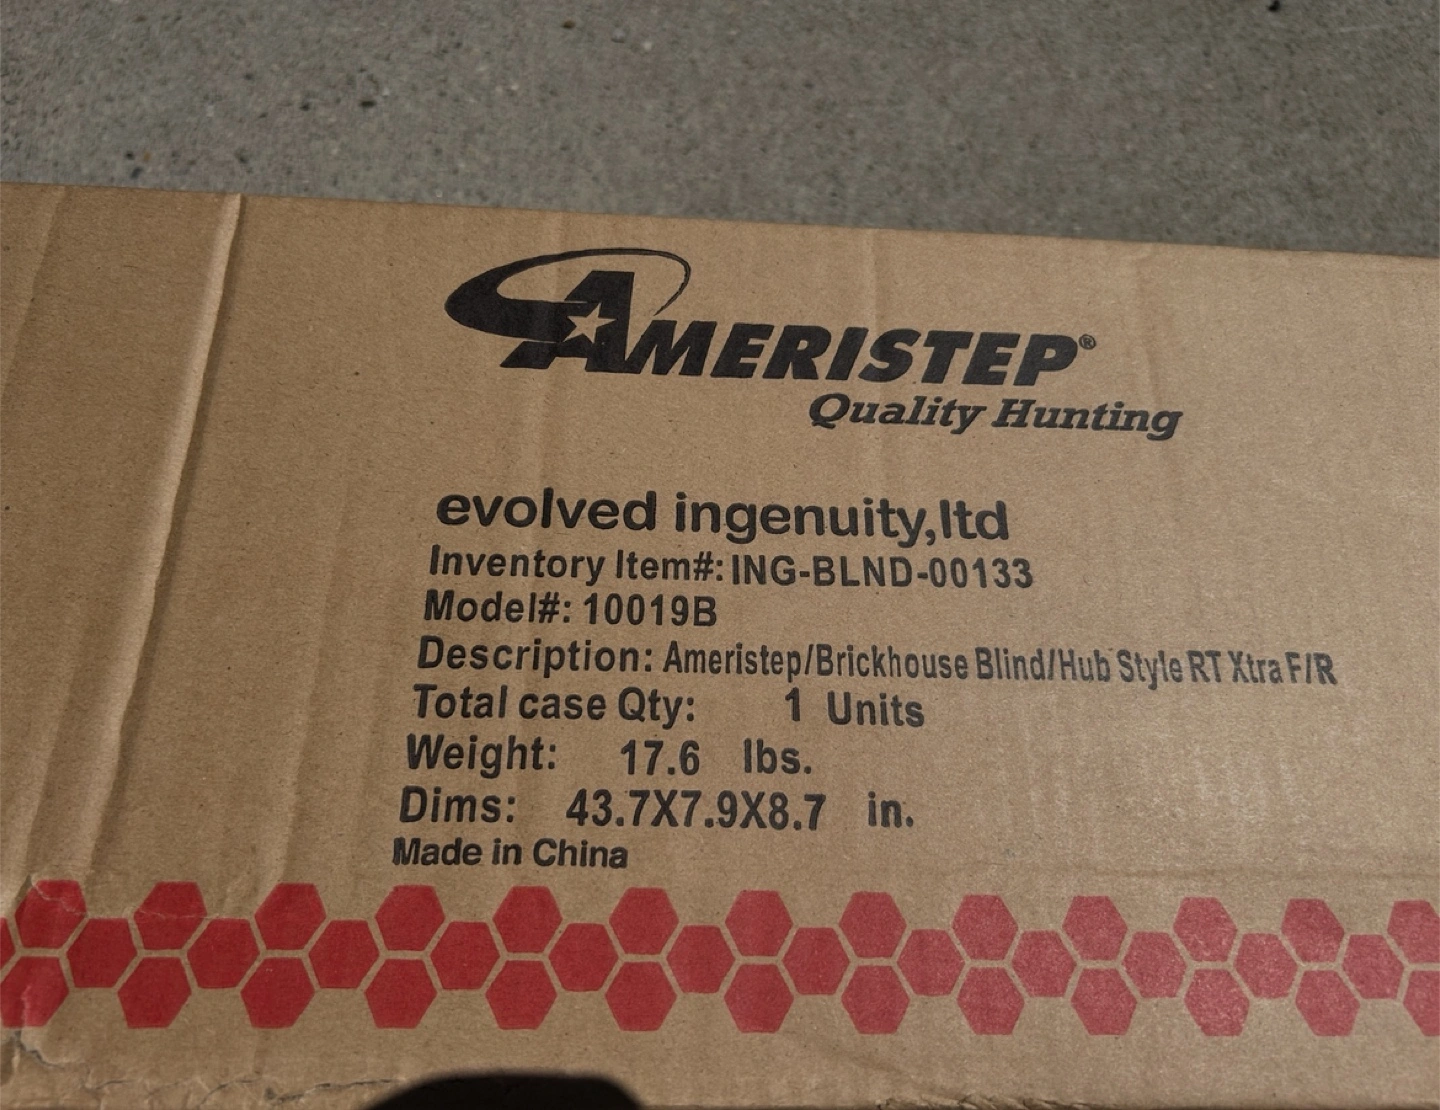 AMERISTEP®
Quality Hunting
evolved ingenuity,ltd
Inventory Item#: ING-BLND-00133
Model#: 10019B
Description: Ameristep/Brickhouse Blind/Hub Style RT Xtra F/R
Total case Qty: 1 Units
Weight: 17.6 lbs.
Dims: 43.7X7.9X8.7 in.
Made in China